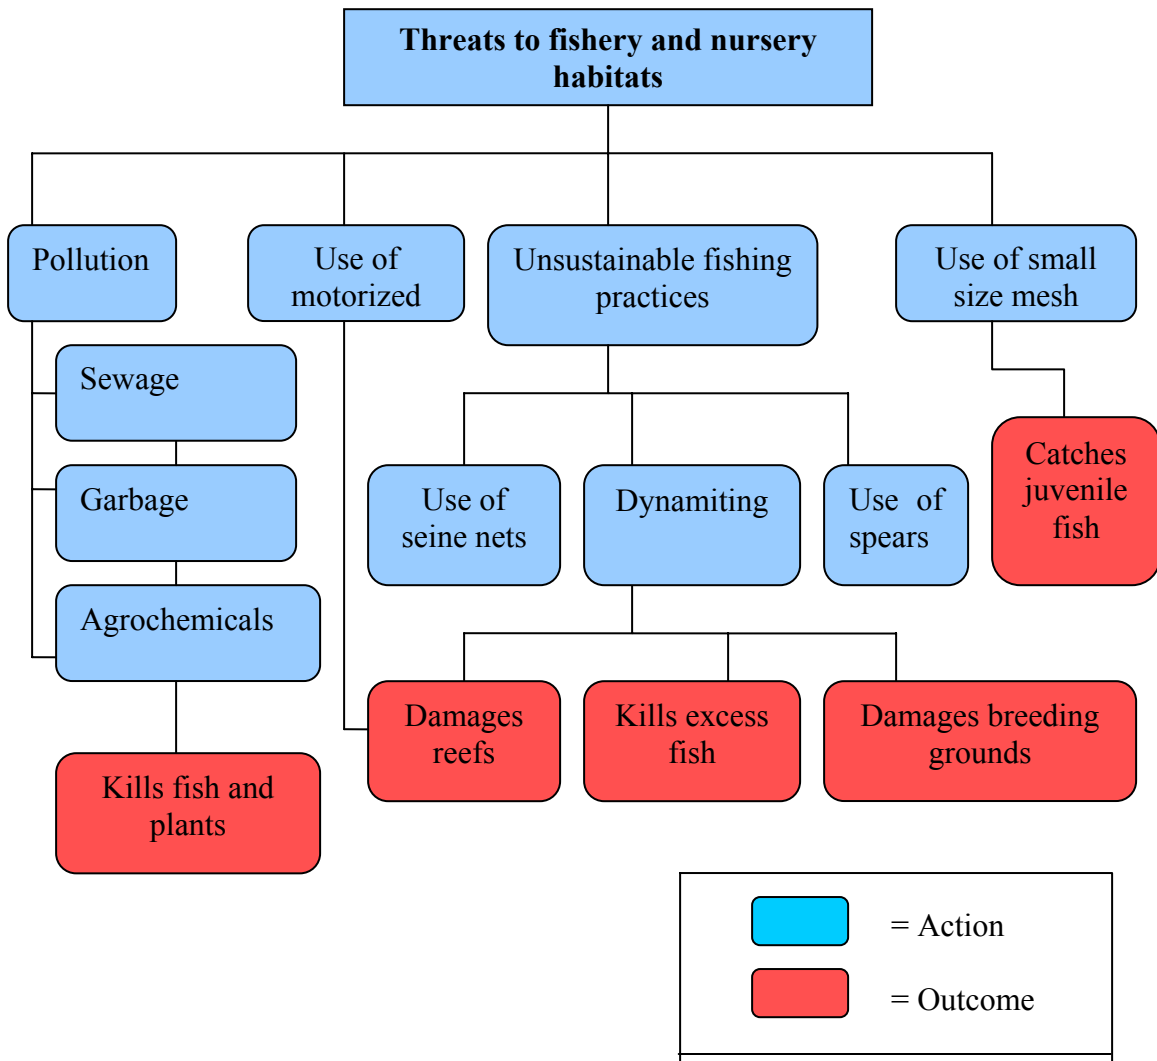 Threats to fishery and nursery
habitats
Pollution
Use of
motorized
Unsustainable fishing
practices
Use of small
size mesh
Sewage
Garbage
Agrochemicals
Use of
seine nets
Dynamiting
Use of
spears
Catches
juvenile
fish
Damages
reefs
Kills excess
fish
Damages breeding
grounds
Kills fish and
plants
= Action
= Outcome